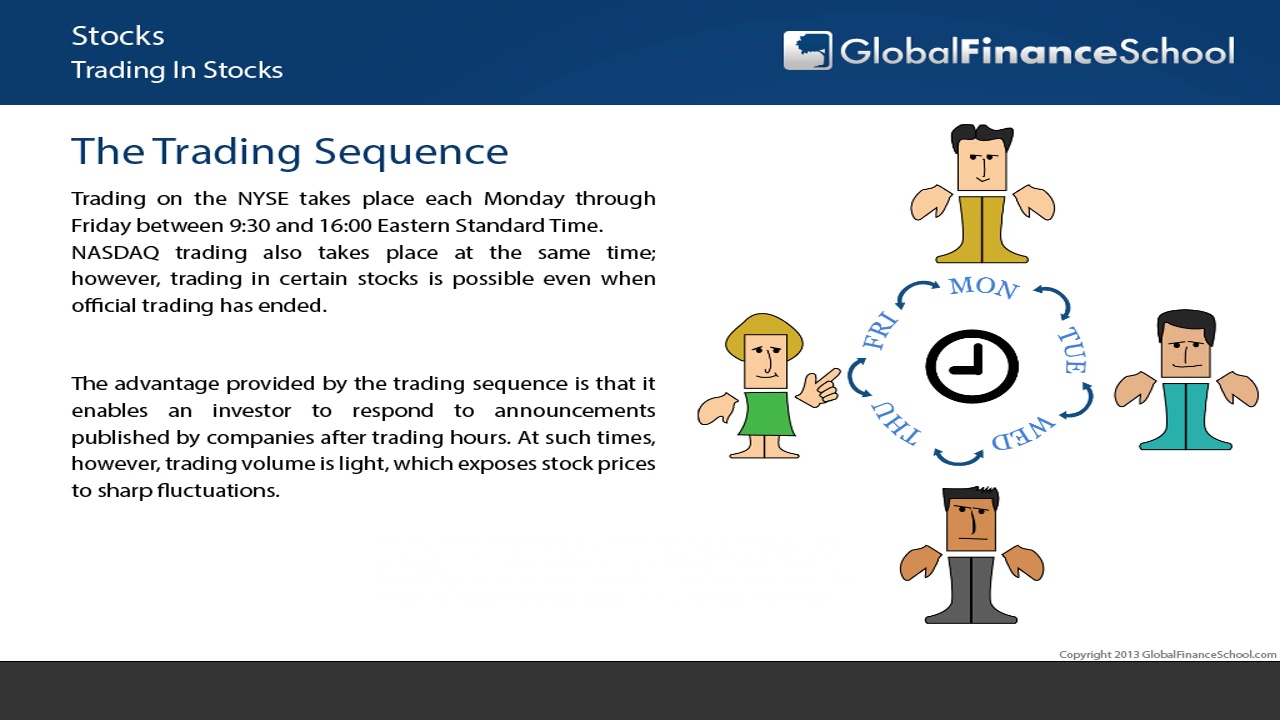 Stocks
Trading In Stocks
GlobalFinanceSchool
The Trading Sequence
Trading on the NYSE takes place each Monday through
Friday between 9:30 and 16:00 Eastern Standard Time.
NASDAQ trading also takes place at the same time;
however, trading in certain stocks is possible even when
official trading has ended.
The advantage provided by the trading sequence is that it
enables an investor to respond to announcements
published by companies after trading hours. At such times,
however, trading volume is light, which exposes stock prices
to sharp fluctuations.
MON
TUE
WED
THU
FRI
Copyright 2013 GlobalFinanceSchool.com